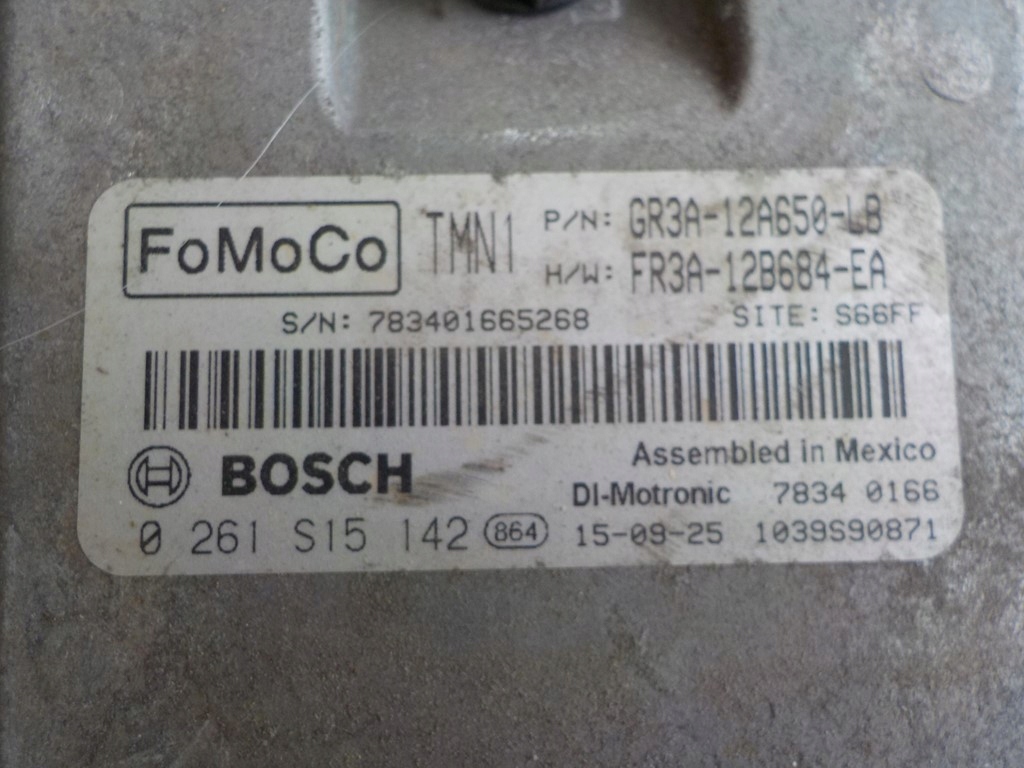 FoMoCo TMN1 P/N: GR3A-12A650-LB
H/W: FR3A-12B684-EA
S/N: 783401665268 SITE: S66FF
BOSCH Assembled in Mexico
DI-Motronic 7834 0166
0 261 S15 142 864 15-09-25 1039S90871